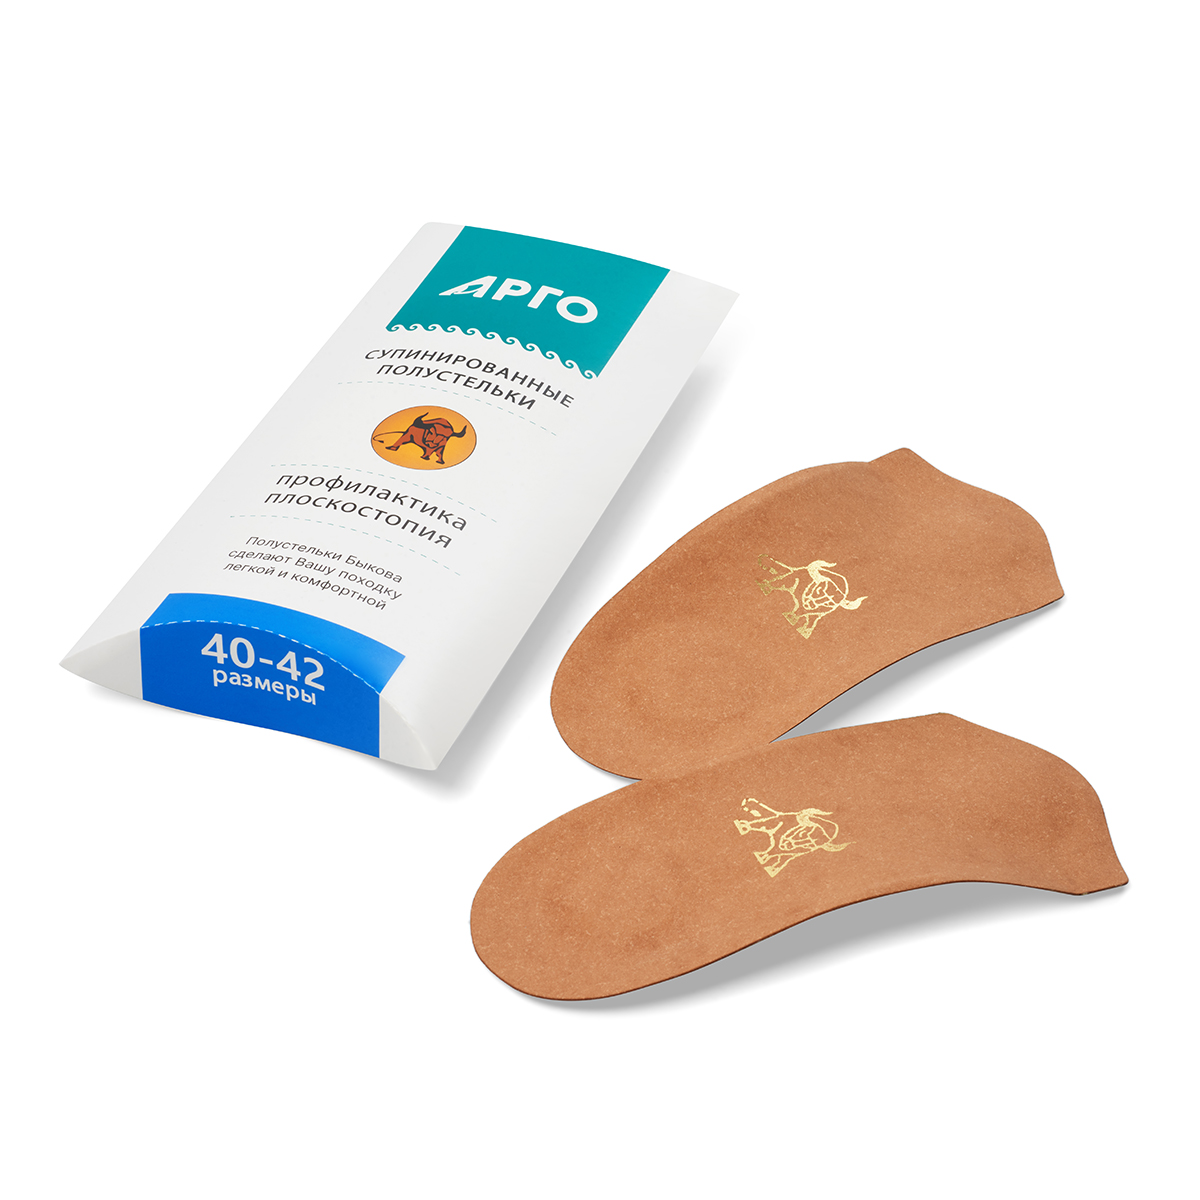 АРГО
СУПИНИРОВАННЫЕ
ПОЛУСТЕЛЬКИ
профилактика
плоскостопия
Полустельки Быкова
сделают Вашу походку
легкой и комфортной
40-42
размеры